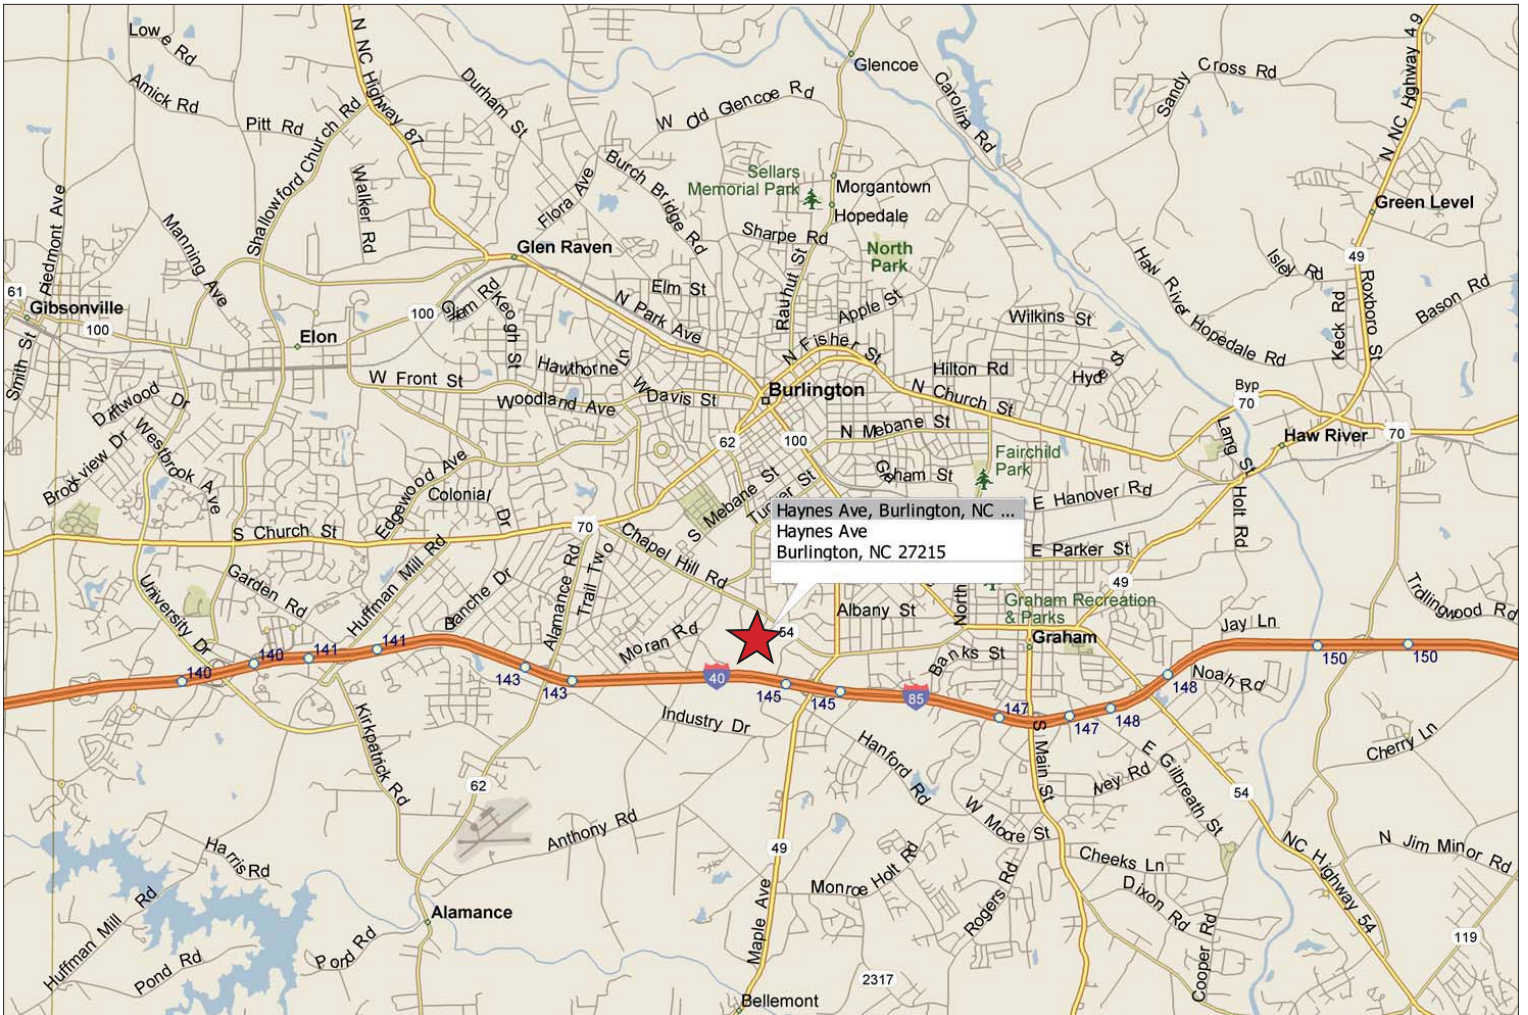 Lowe Rd
Amick Rd
Pitt Rd
N NC Highway 87
Shallowford Church Rd
Walker Rd
Manning Ave
Piedmont Ave
Durham St
W Old Glencoe Rd
Glencoe
Carolina Rd
Sandy
Cross Rd
N NC Hghway 49
Burch Bridge Rd
Flora Ave
Sellars
Memorial Park
Morgantown
Hopedale
Sharpe Rd
North
Park
Green Level
49
Haw River Hopedale Rd
Isley Rd
Roxboro St
Keck Rd
Bason Rd
Glen Raven
Elm St
N Park Ave
Rauhut St
Apple St
N Fisher St
Wilkins St
Hyde St
Hilton Rd
61
Gibsonville
100
Smith St
Elon
100
Gilliam Rd
Keogh St
Hawthorne Ln
W Front St
Woodland Ave
W Davis St
Burlington
N Church St
Byp
70
Haw River
70
Lang St
Holt Rd
Driftwood Dr
Westbrook Ave
Brookview Dr
Edgewood Ave
Colonial Dr
62
100
N Mebane St
Graham St
Fairchild
Park
E Hanover Rd
S Mebane St
Tucker St
S Church St
70
Haynes Ave, Burlington, NC ...
Haynes Ave
Burlington, NC 27215
E Parker St
49
Chapel Hill Rd
Huffman Mill Rd
Garden Rd
University Dr
Blanche Dr
Alamance Rd
Trail Two
Moran Rd
54
Albany St
North
Graham Recreation
& Parks
Graham
Banks St
Jay Ln
Trollingwood Rd
Noah Rd
140
140
141
141
143
143
40
145
145
85
147
147
148
148
150
150
Industry Dr
Kirkpatrick Rd
62
Anthony Rd
Hanford Rd
S Main St
Ivey Rd
E Gilbreath St
54
Cherry Ln
W Moore St
49
Cheeks Ln
Dixon Rd
NC Highway 54
N Jim Minor Rd
Harris Rd
Huffman Mill Rd
Pond Rd
Pond Rd
Alamance
Maple Ave
Monroe Holt Rd
Rogers Rd
Cooper Rd
119
2317
Bellemont